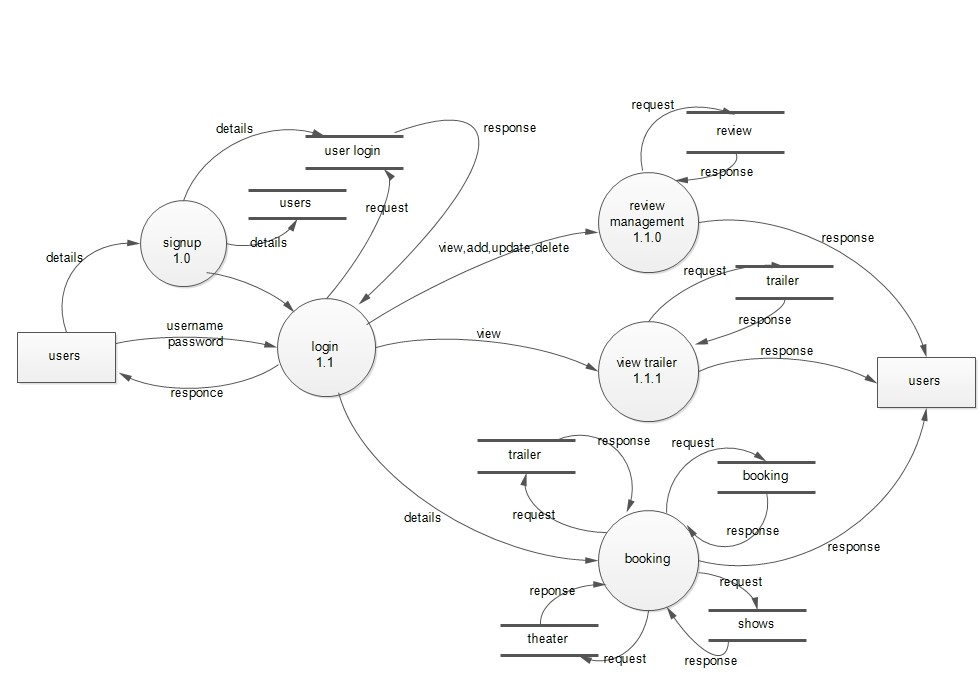 request
review
response
details
user login
response
users
request
details
signup
1.0
details
review
management
1.1.0
view,add,update,delete
response
request
trailer
response
users
username
password
responce
login
1.1
view
view trailer
1.1.1
response
users
trailer
response
request
request
booking
response
details
booking
response
reponse
request
theater
request
shows
response